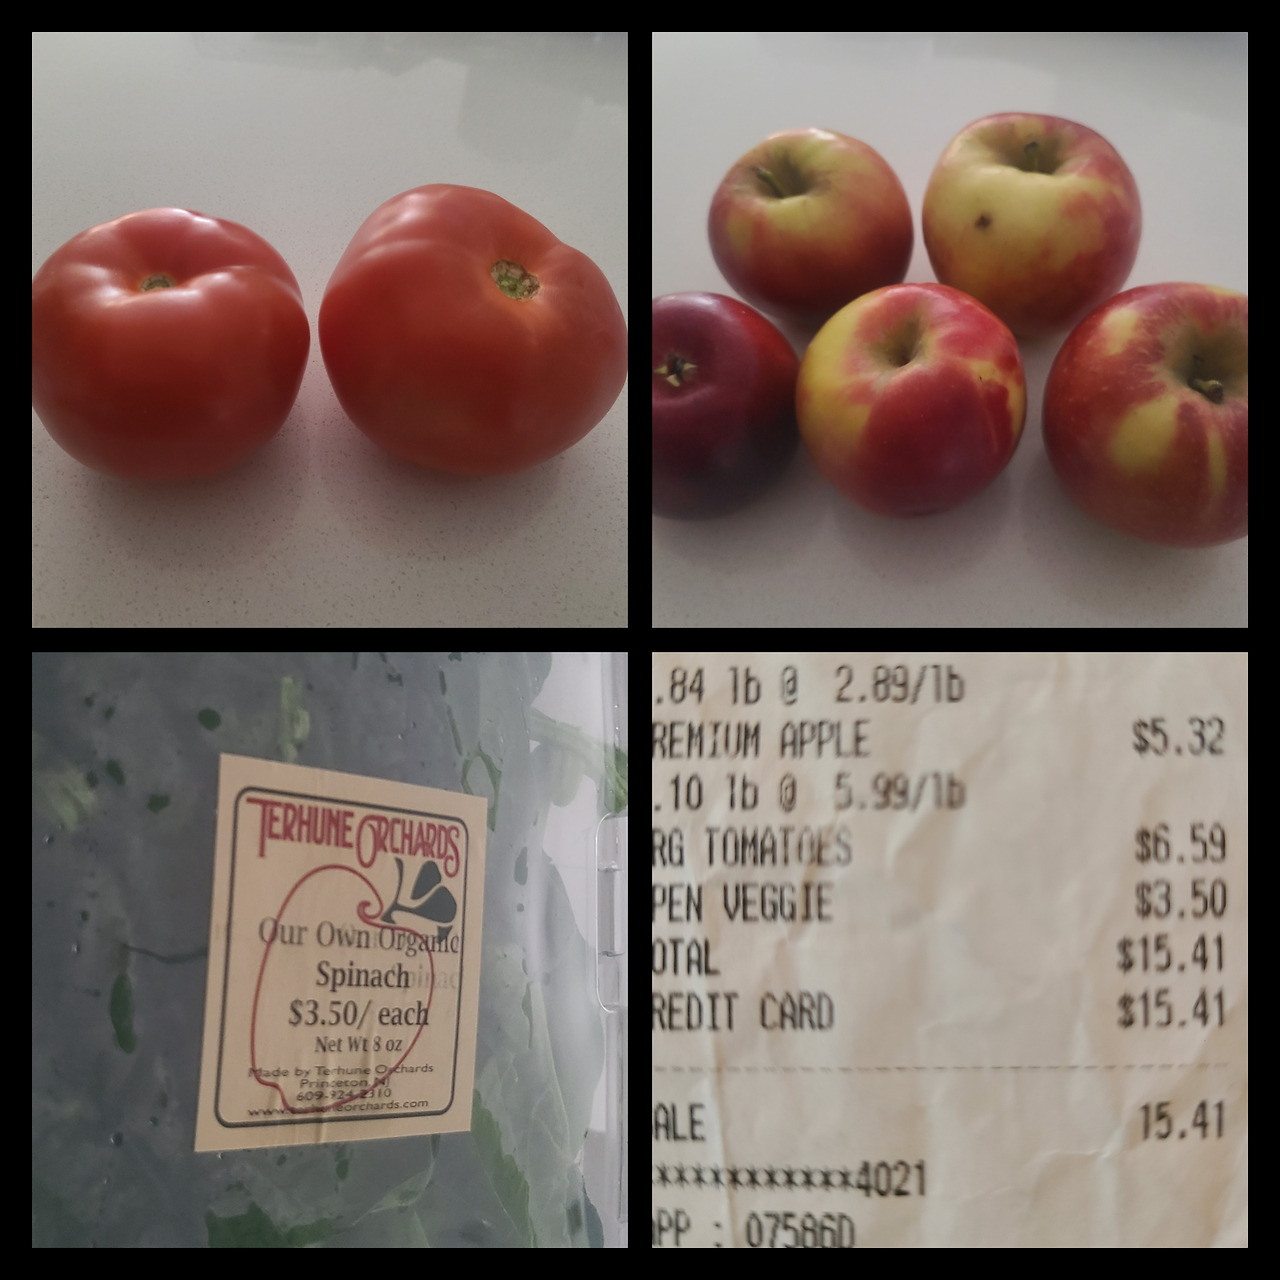 TERHUNE ORCHARDS
Our Own Organic
Spinach
$3.50/ each
Net Wt 8 oz
Made by Terhune Orchards
Princeton NJ
609-924-2310
www.terhuneorchards.com
.84 lb @ 2.89/lb
REMIUM APPLE $5.32
.10 lb @ 5.99/lb
RG TOMATOES $6.59
PEN VEGGIE $3.50
OTAL $15.41
REDIT CARD $15.41
ALE 15.41
************4021
PP : 07586D